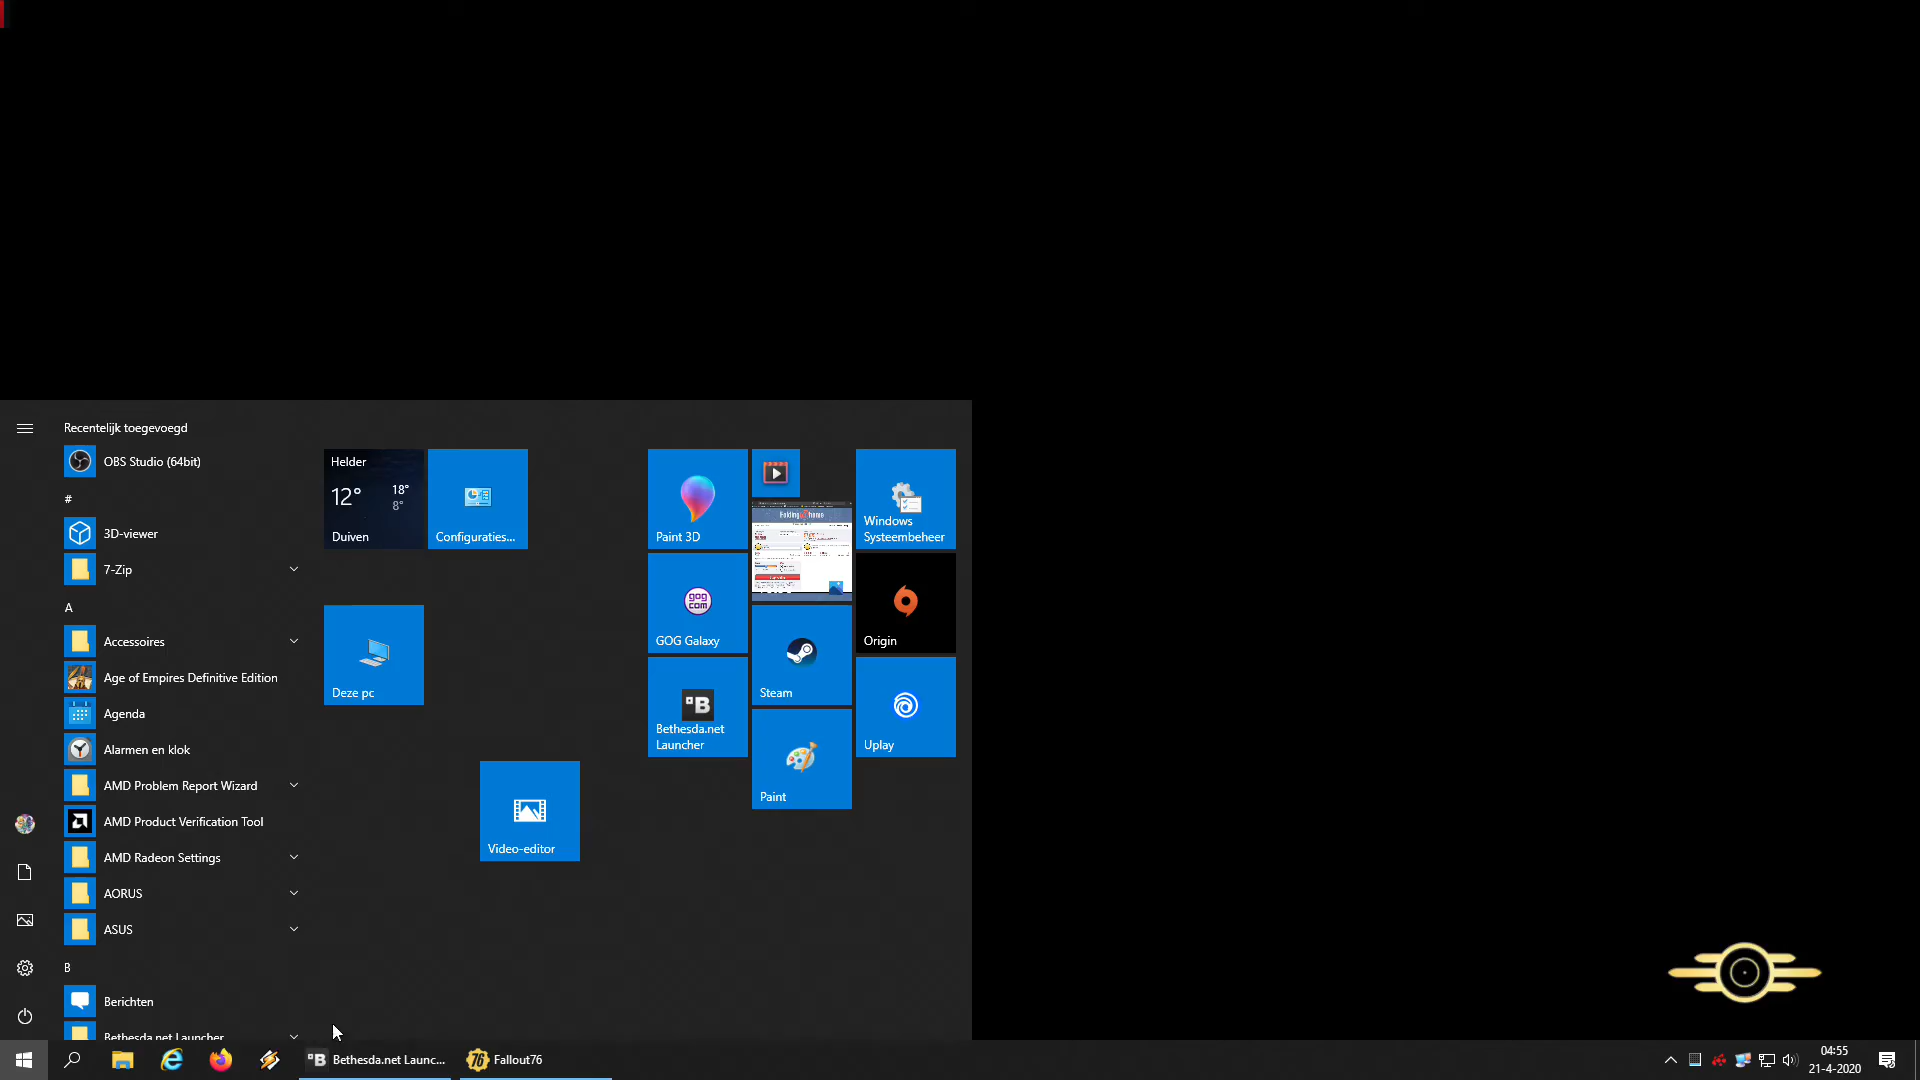 Recentelijk toegevoegd
OBS Studio (64bit)
#
3D-viewer
7-Zip
A
Accessoires
Age of Empires Definitive Edition
Agenda
Alarmen en klok
AMD Problem Report Wizard
AMD Product Verification Tool
AMD Radeon Settings
AORUS
ASUS
B
Berichten
Bethesda.net Launcher
Helder
12°
18°
8°
Duiven
Configuraties...
Deze pc
Video-editor
Paint 3D
Windows
Systeembeheer
gog
com
GOG Galaxy
Origin
Steam
B
Bethesda.net
Launcher
Uplay
Paint
B
Bethesda.net Launc...
76
Fallout76
04:55
21-4-2020